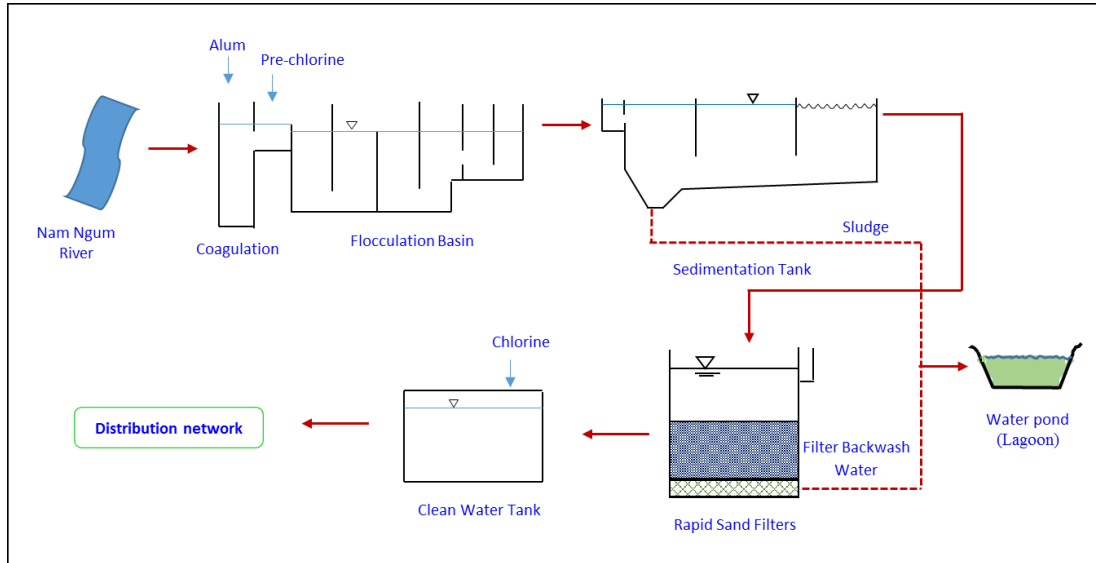 Alum
Pre-chlorine
Nam Ngum
River
Coagulation
Flocculation Basin
Sludge
Sedimentation Tank
Chlorine
Distribution network
Clean Water Tank
Filter Backwash
Water
Rapid Sand Filters
Water pond
(Lagoon)